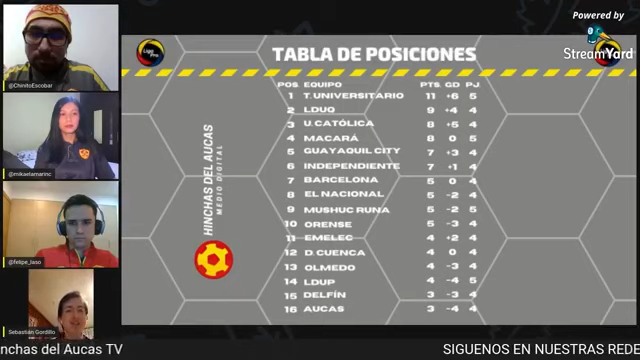 Powered by
StreamYard
Liga Pro
TABLA DE POSICIONES
POS EQUIPO PTS GD PJ
1 T.UNIVERSITARIO 11 +6 5
2 LDUQ 9 +4 4
3 U.CATÓLICA 8 +5 4
4 MACARÁ 8 0 5
5 GUAYAQUIL CITY 7 +3 4
6 INDEPENDIENTE 7 +1 4
7 BARCELONA 5 0 4
8 EL NACIONAL 5 -2 4
9 MUSHUC RUNA 5 -2 5
10 ORENSE 5 -3 4
11 EMELEC 4 +2 4
12 D.CUENCA 4 0 4
13 OLMEDO 4 -3 4
14 LDUP 4 -4 5
15 DELFÍN 3 -3 4
16 AUCAS 3 -4 4
HINCHAS DEL AUCAS
MEDIO DIGITAL
@ChinitoEscobar
@mikaelamarinc
@felipe_laso
Sebastián Gordillo
nchas del Aucas TV
SIGUENOS EN NUESTRAS REDE